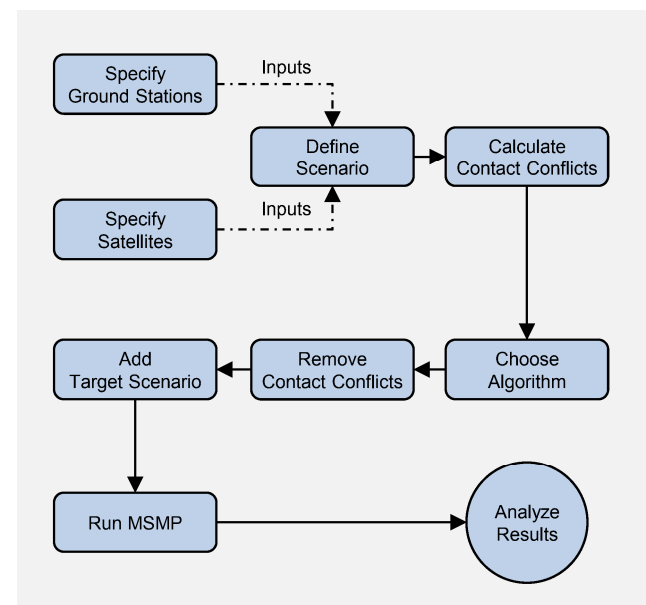 Specify
Ground Stations
Inputs
Define
Scenario
Calculate
Contact Conflicts
Specify
Satellites
Inputs
Add
Target Scenario
Remove
Contact Conflicts
Choose
Algorithm
Run MSMP
Analyze
Results